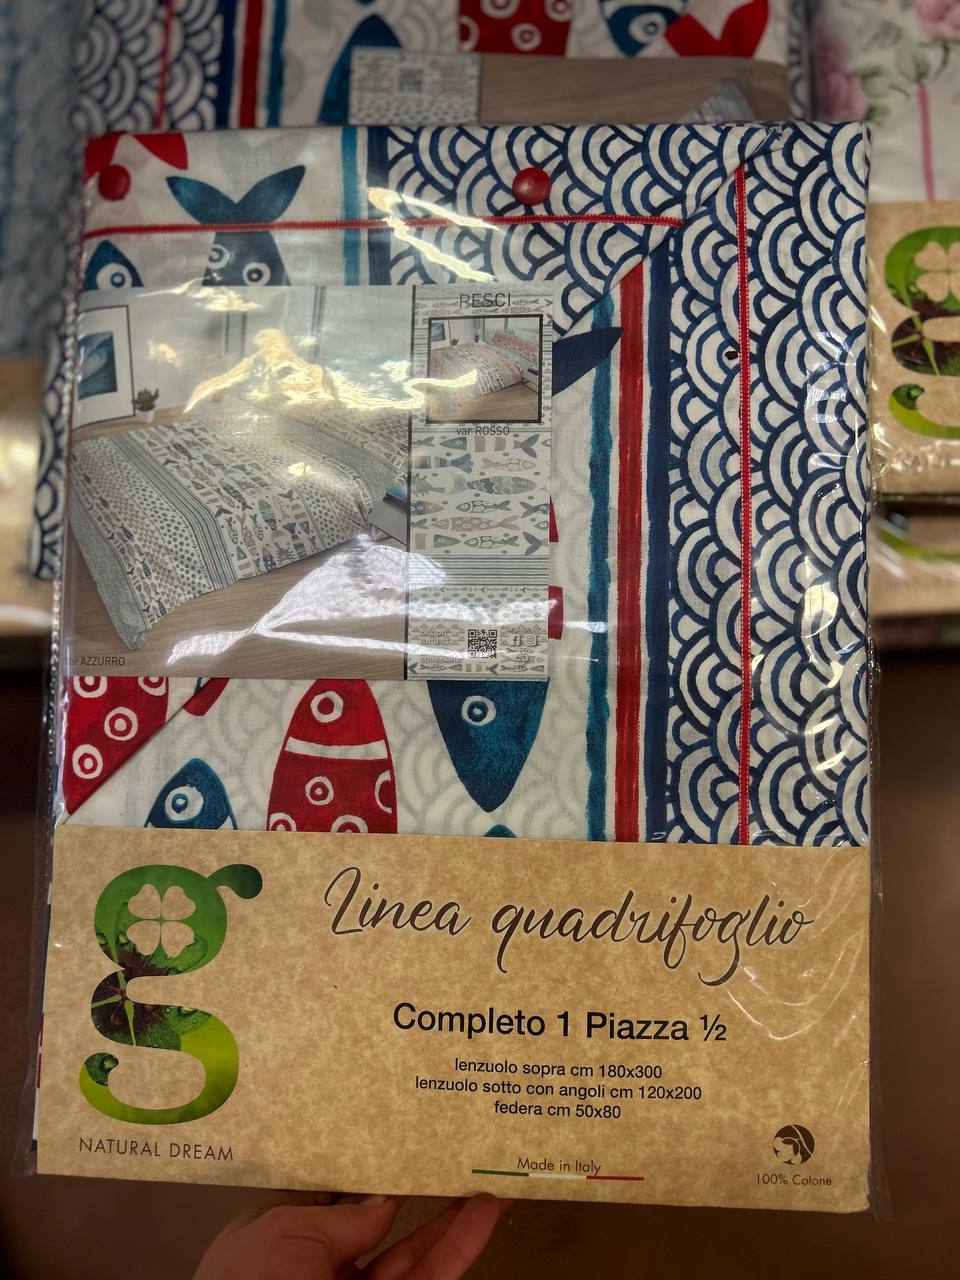 PESCI
var ROSSO
AZZURRO
g
Linea quadrifoglio
Completo 1 Piazza ½
lenzuolo sopra cm 180x300
lenzuolo sotto con angoli cm 120x200
federa cm 50x80
NATURAL DREAM
Made in Italy
100% Cotone